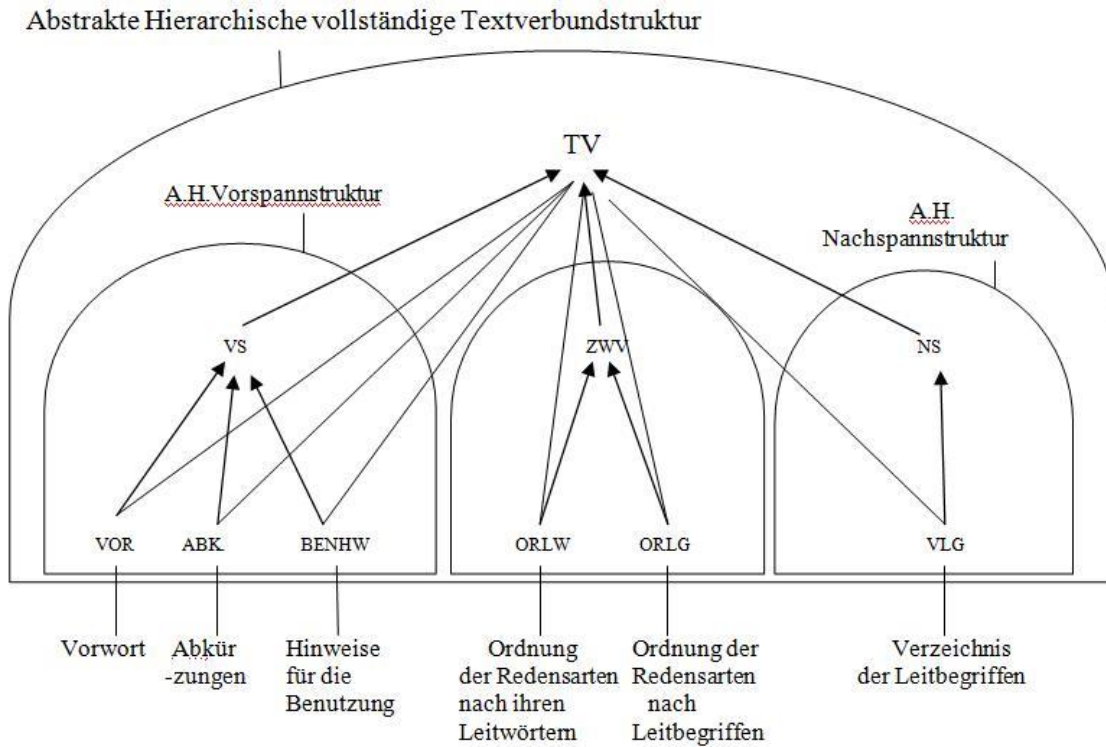 Abstrakte Hierarchische vollständige Textverbundstruktur
TV
A.H.Vorspannstruktur
A.H.
Nachspannstruktur
VS
ZWV
NS
VOR
ABK.
BENHW
ORLW
ORLG
VLG
Vorwort
Abkür
-zungen
Hinweise
für die
Benutzung
Ordnung
der Redensarten
nach ihren
Leitwörtern
Ordnung der
Redensarten
nach
Leitbegriffen
Verzeichnis
der Leitbegriffen